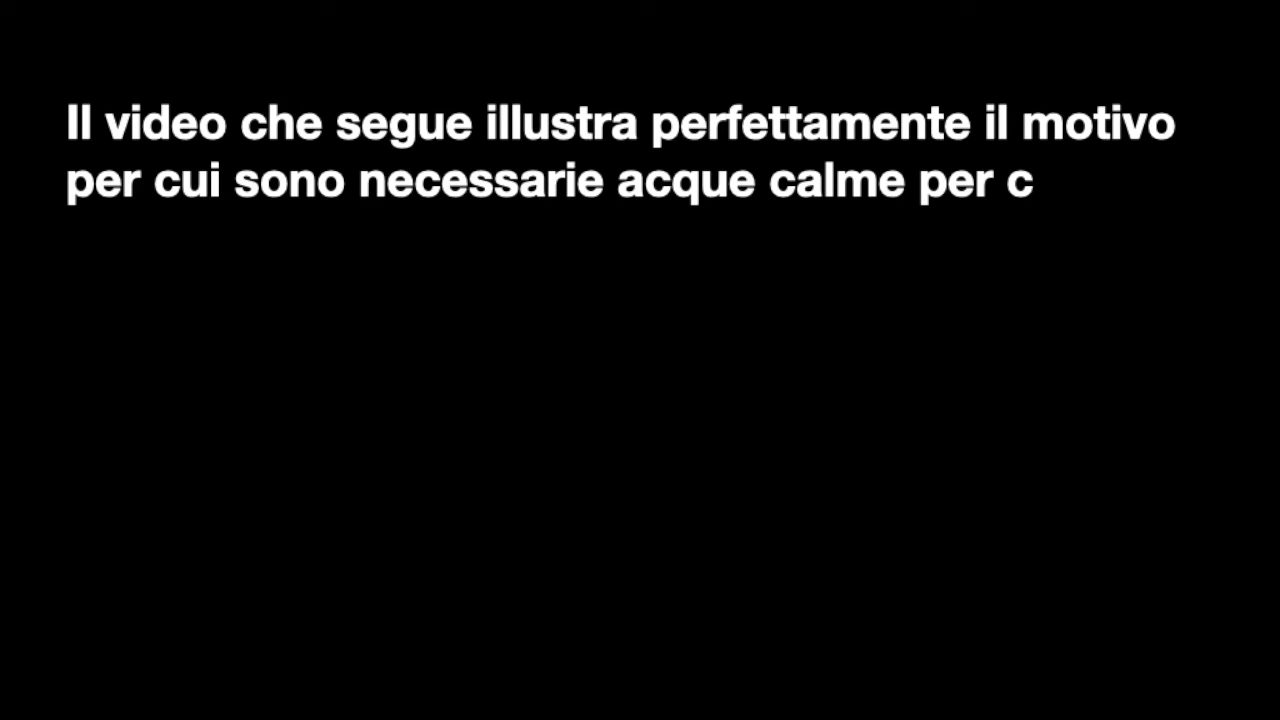 Il video che segue illustra perfettamente il motivo
per cui sono necessarie acque calme per c